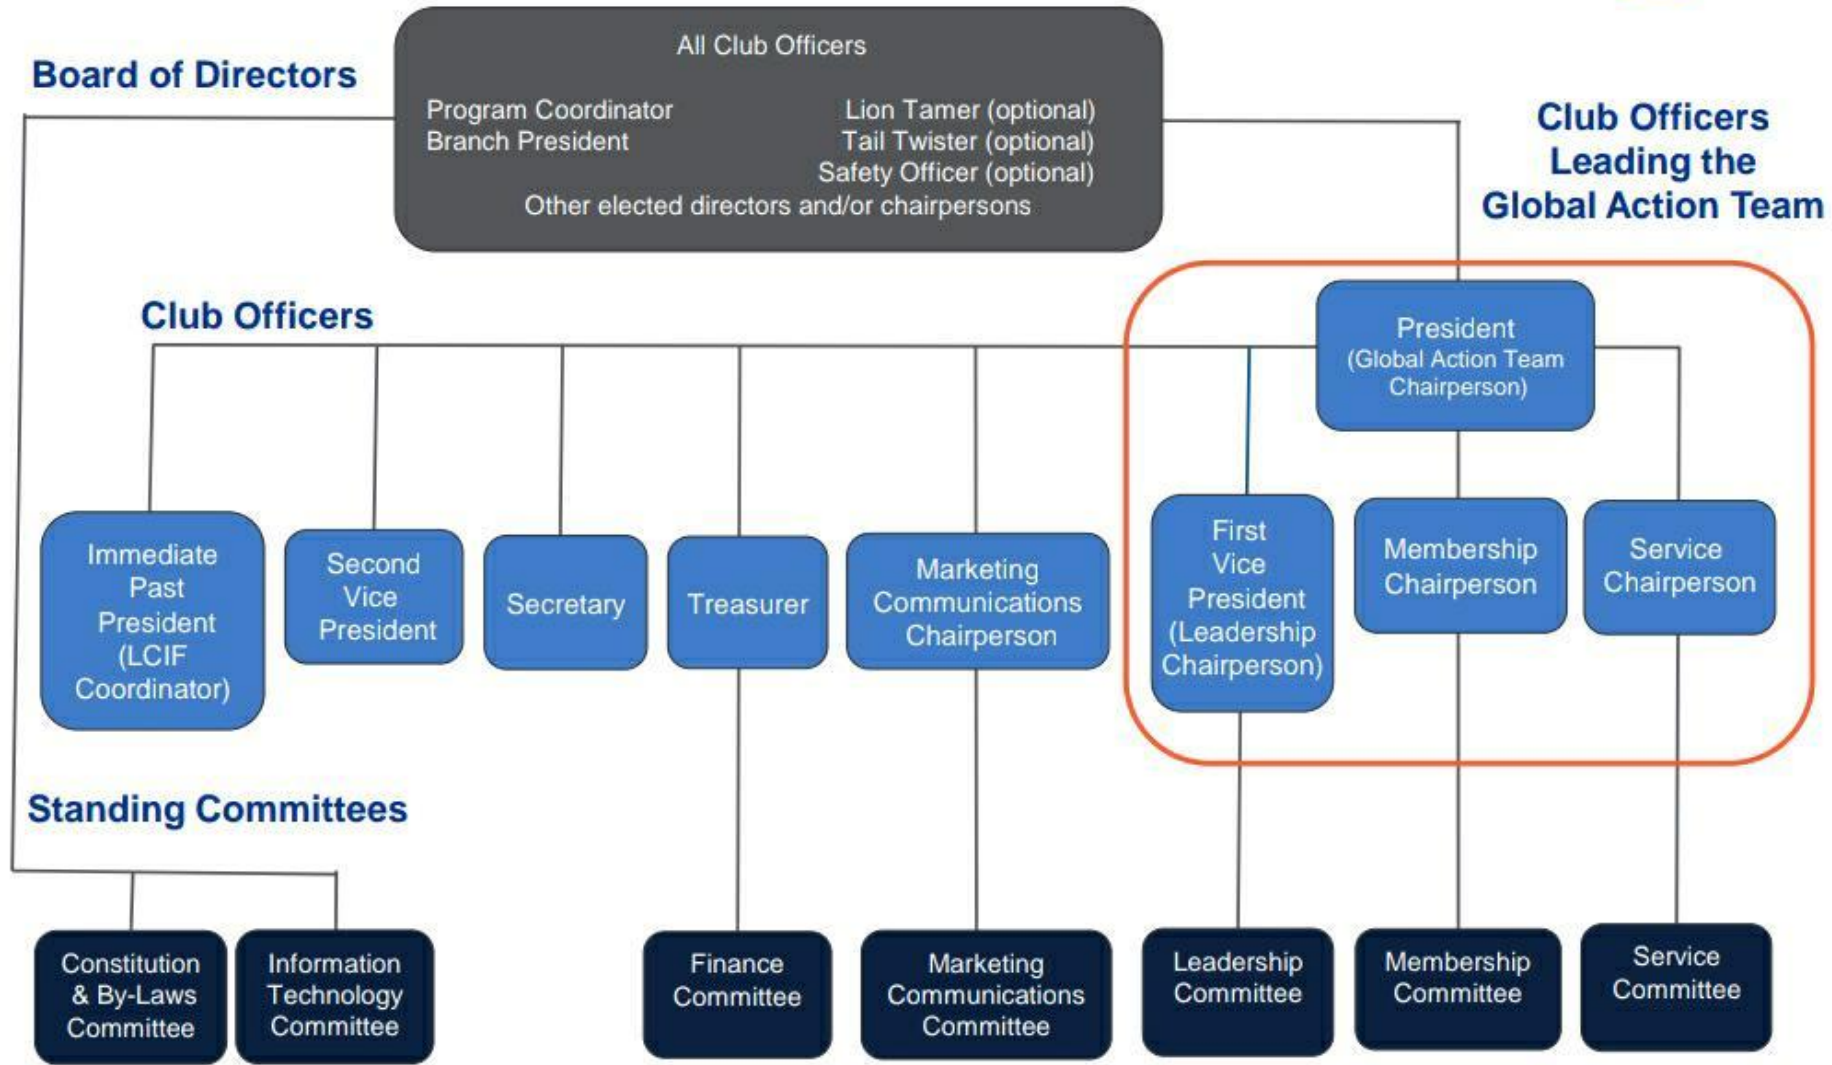 Board of Directors
All Club Officers
Program Coordinator
Branch President
Lion Tamer (optional)
Tail Twister (optional)
Safety Officer (optional)
Other elected directors and/or chairpersons
Club Officers
Leading the
Global Action Team
Club Officers
President
(Global Action Team
Chairperson)
Immediate
Past
President
(LCIF
Coordinator)
Second
Vice
President
Secretary
Treasurer
Marketing
Communications
Chairperson
First
Vice
President
(Leadership
Chairperson)
Membership
Chairperson
Service
Chairperson
Standing Committees
Constitution
& By-Laws
Committee
Information
Technology
Committee
Finance
Committee
Marketing
Communications
Committee
Leadership
Committee
Membership
Committee
Service
Committee